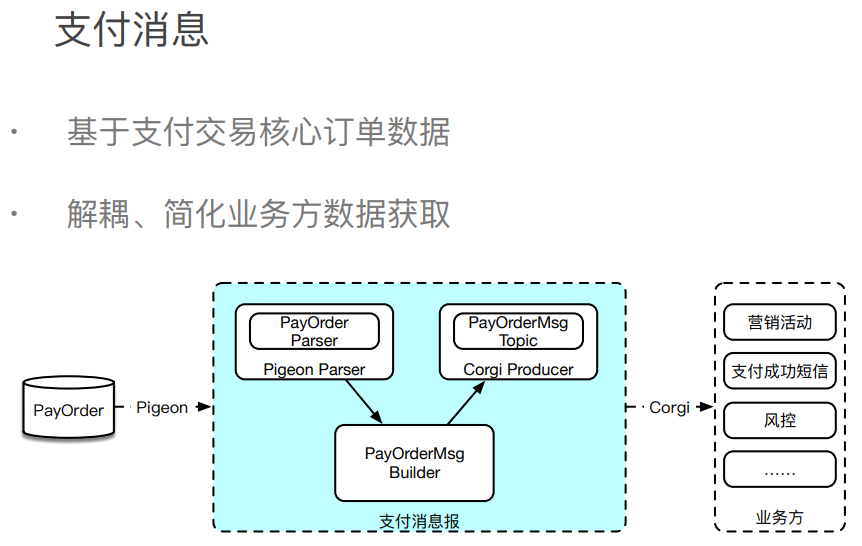 支付消息
• 基于支付交易核心订单数据
• 解耦、简化业务方数据获取
PayOrder
Pigeon
PayOrder
Parser
Pigeon Parser
PayOrderMsg
Topic
Corgi Producer
PayOrderMsg
Builder
支付消息报
Corgi
营销活动
支付成功短信
风控
……
业务方